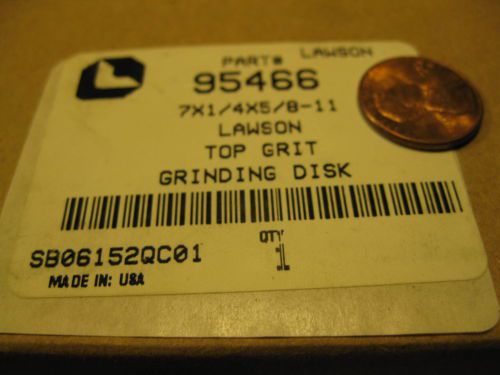 PART# LAWSON
95466
7X1/4X5/8-11
LAWSON
TOP GRIT
GRINDING DISK
SB06152QC01
QTY
1
MADE IN: USA